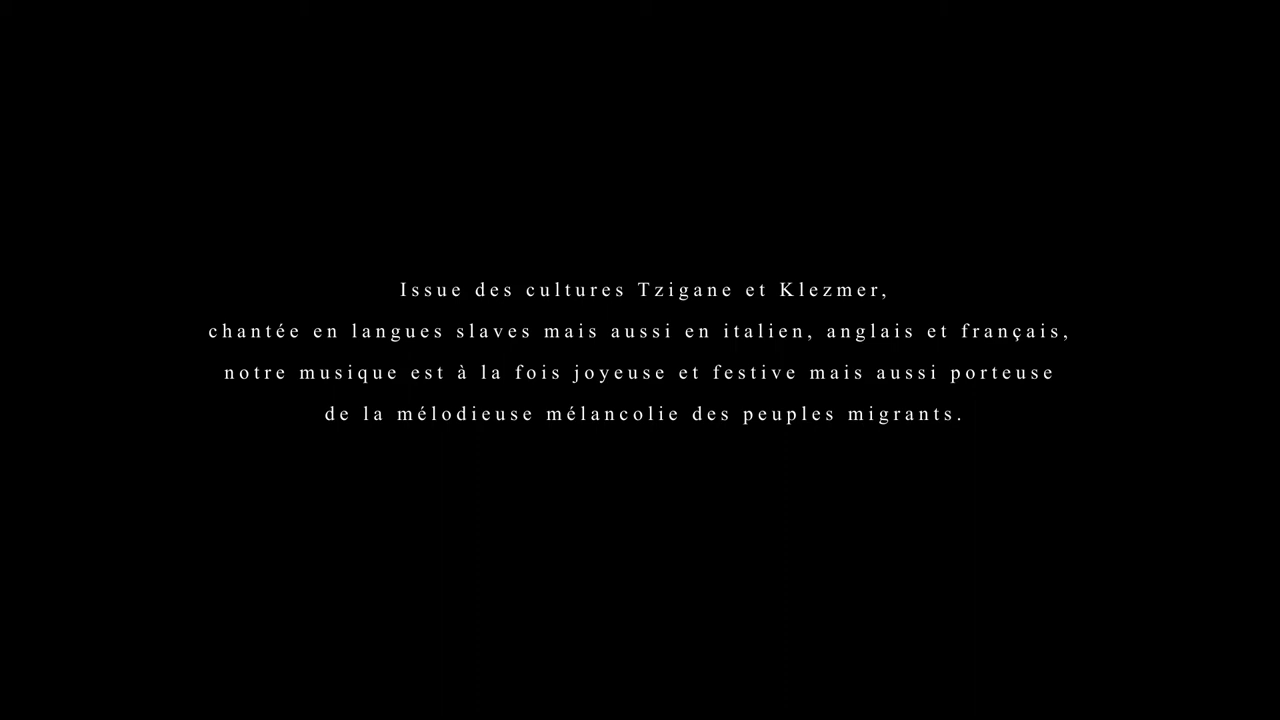 Issue des cultures Tzigane et Klezmer,
chantée en langues slaves mais aussi en italien, anglais et français,
notre musique est à la fois joyeuse et festive mais aussi porteuse
de la mélodieuse mélancolie des peuples migrants.